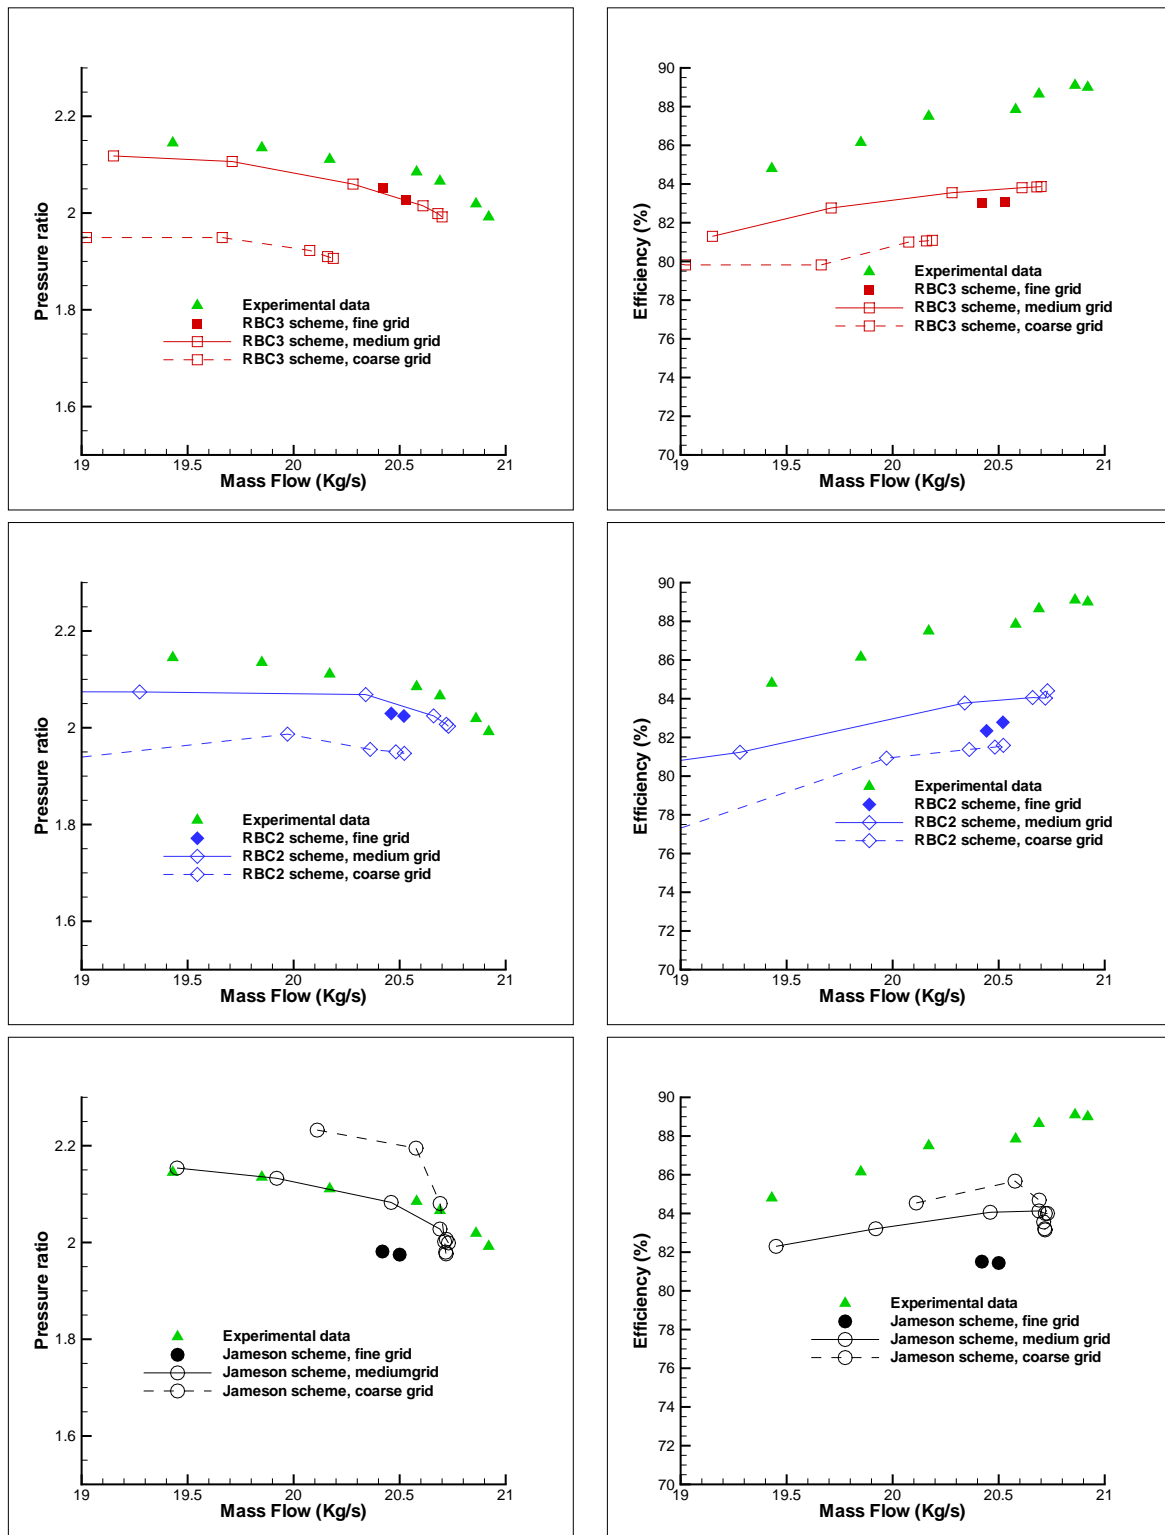 Pressure ratio
2.2
2
1.8
1.6
Experimental data
RBC3 scheme, fine grid
RBC3 scheme, medium grid
RBC3 scheme, coarse grid
19
19.5
20
20.5
21
Mass Flow (Kg/s)
Efficiency (%)
90
88
86
84
82
80
78
76
74
72
70
Experimental data
RBC3 scheme, fine grid
RBC3 scheme, medium grid
RBC3 scheme, coarse grid
19
19.5
20
20.5
21
Mass Flow (Kg/s)
Pressure ratio
2.2
2
1.8
1.6
Experimental data
RBC2 scheme, fine grid
RBC2 scheme, medium grid
RBC2 scheme, coarse grid
19
19.5
20
20.5
21
Mass Flow (Kg/s)
Efficiency (%)
90
88
86
84
82
80
78
76
74
72
70
Experimental data
RBC2 scheme, fine grid
RBC2 scheme, medium grid
RBC2 scheme, coarse grid
19
19.5
20
20.5
21
Mass Flow (Kg/s)
Pressure ratio
2.2
2
1.8
1.6
Experimental data
Jameson scheme, fine grid
Jameson scheme, mediumgrid
Jameson scheme, coarse grid
19
19.5
20
20.5
21
Mass Flow (Kg/s)
Efficiency (%)
90
88
86
84
82
80
78
76
74
72
70
Experimental data
Jameson scheme, fine grid
Jameson scheme, medium grid
Jameson scheme, coarse grid
19
19.5
20
20.5
21
Mass Flow (Kg/s)